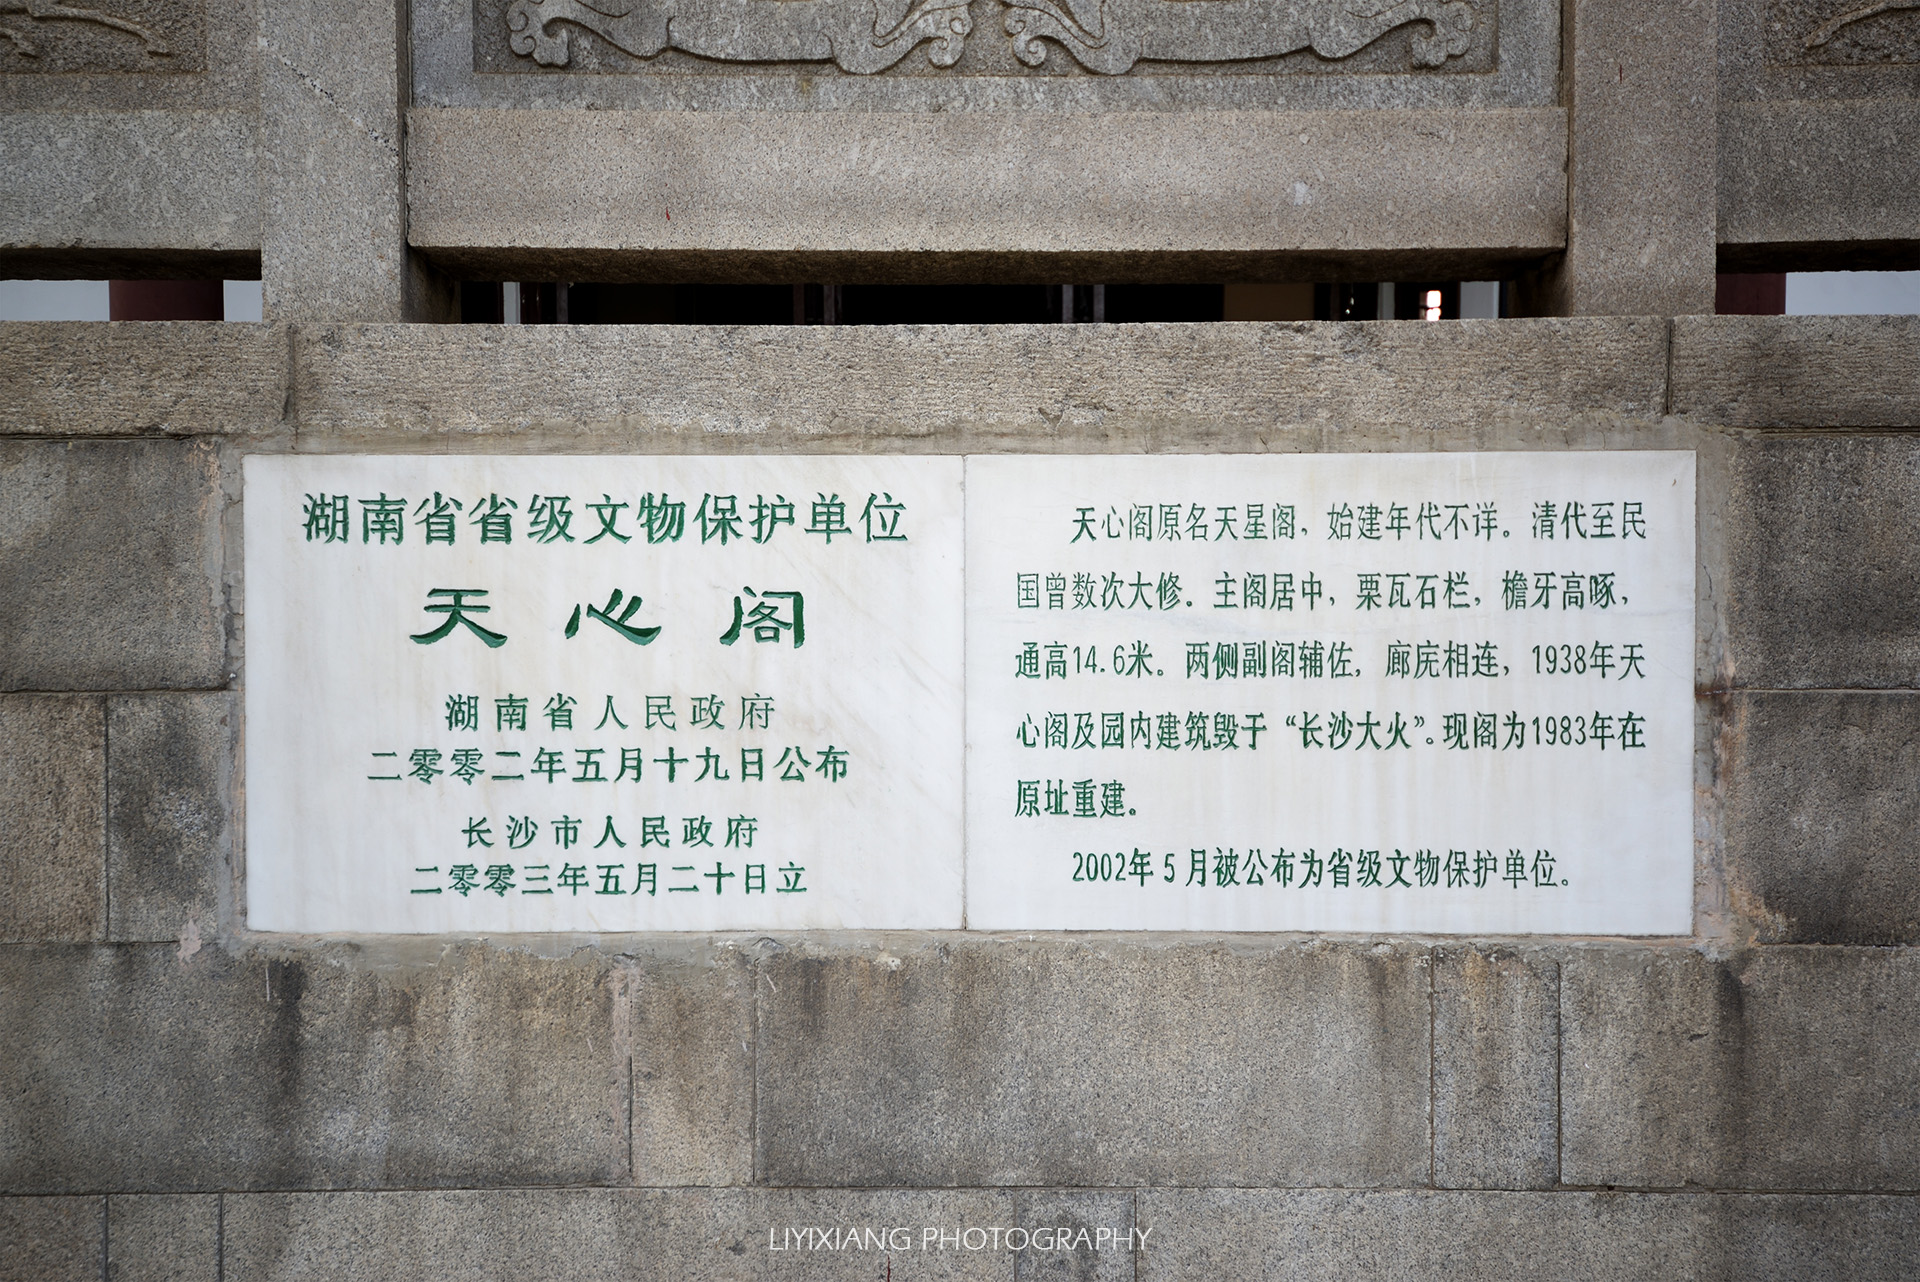 湖南省省级文物保护单位
天心阁
湖南省人民政府
二零零二年五月十九日公布
长沙市人民政府
二零零三年五月二十日立
天心阁原名天星阁，始建年代不详。清代至民
国曾数次大修。主阁居中，栗瓦石栏，檐牙高啄，
通高14.6米。两侧副阁辅佐，廊庑相连，1938年天
心阁及园内建筑毁于“长沙大火”。现阁为1983年在
原址重建。
2002年5月被公布为省级文物保护单位。
LIYIXIANG PHOTOGRAPHY